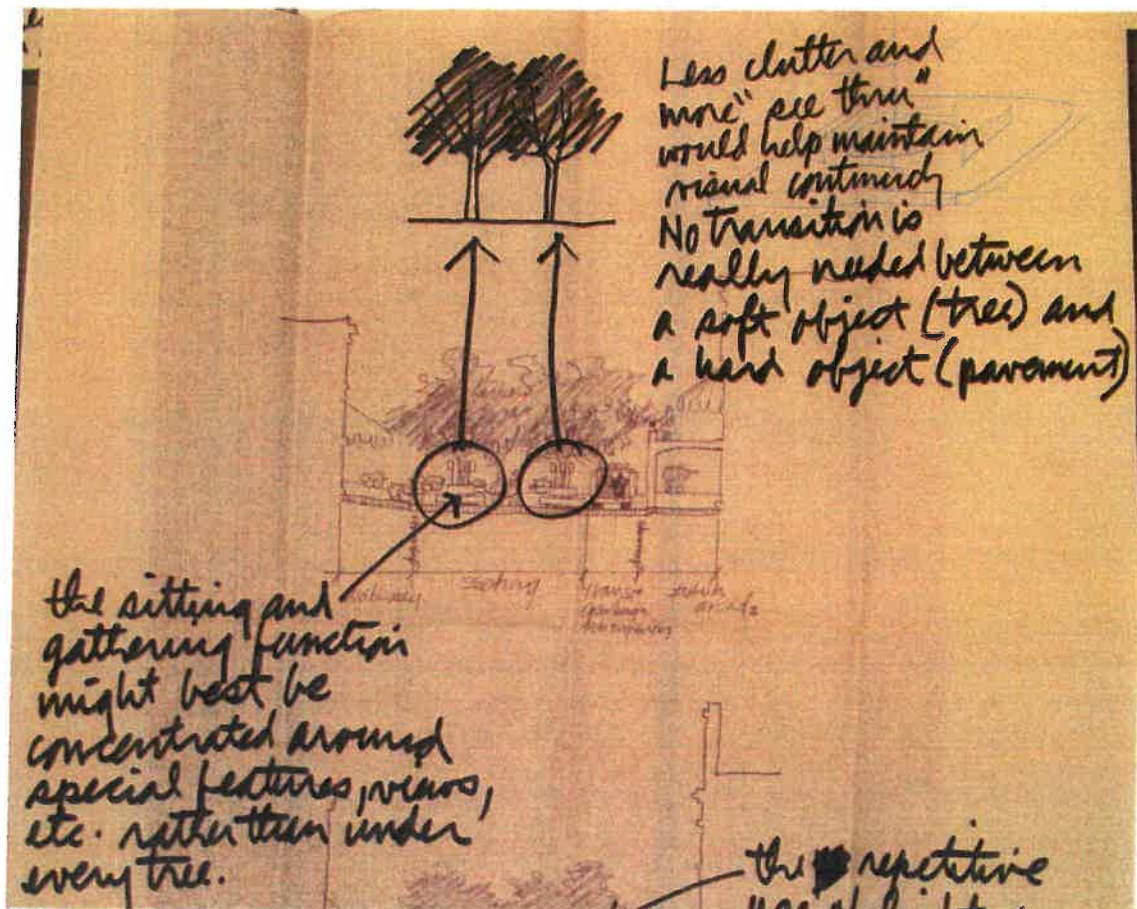 Less clutter and
more "see thru"
would help maintain
visual continuity
No transition is
really needed between
a soft object (tree) and
a hard object (pavement)
seating
the sitting and
gathering function
might best be
concentrated around
special features, views,
etc. rather than under
every tree.
the repetitive